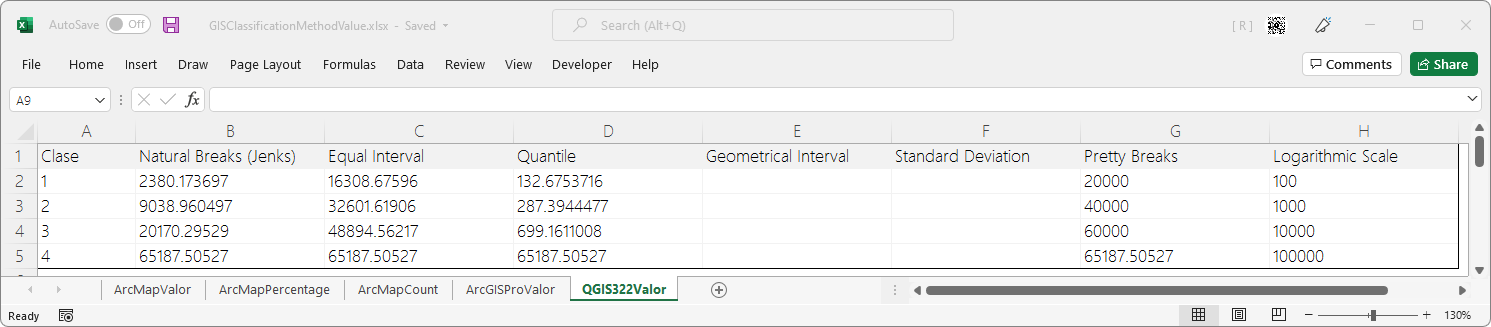 AutoSave Off GISClassificationMethodValue.xlsx - Saved Search (Alt+Q) [ R ]
File Home Insert Draw Page Layout Formulas Data Review View Developer Help Comments Share
A9 fx
A B C D E F G H
1 Clase Natural Breaks (Jenks) Equal Interval Quantile Geometrical Interval Standard Deviation Pretty Breaks Logarithmic Scale
2 1 2380.173697 16308.67596 132.6753716 20000 100
3 2 9038.960497 32601.61906 287.3944477 40000 1000
4 3 20170.29529 48894.56217 699.1611008 60000 10000
5 4 65187.50527 65187.50527 65187.50527 65187.50527 100000
ArcMapValor ArcMapPercentage ArcMapCount ArcGISProValor QGIS322Valor
Ready 130%